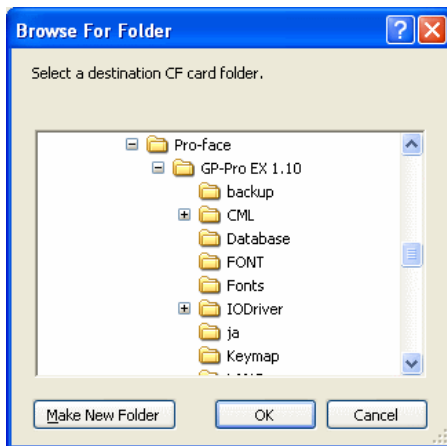 Browse For Folder
Select a destination CF card folder.
Pro-face
GP-Pro EX 1.10
backup
CML
Database
FONT
Fonts
IODriver
ja
Keymap
Make New Folder
OK
Cancel